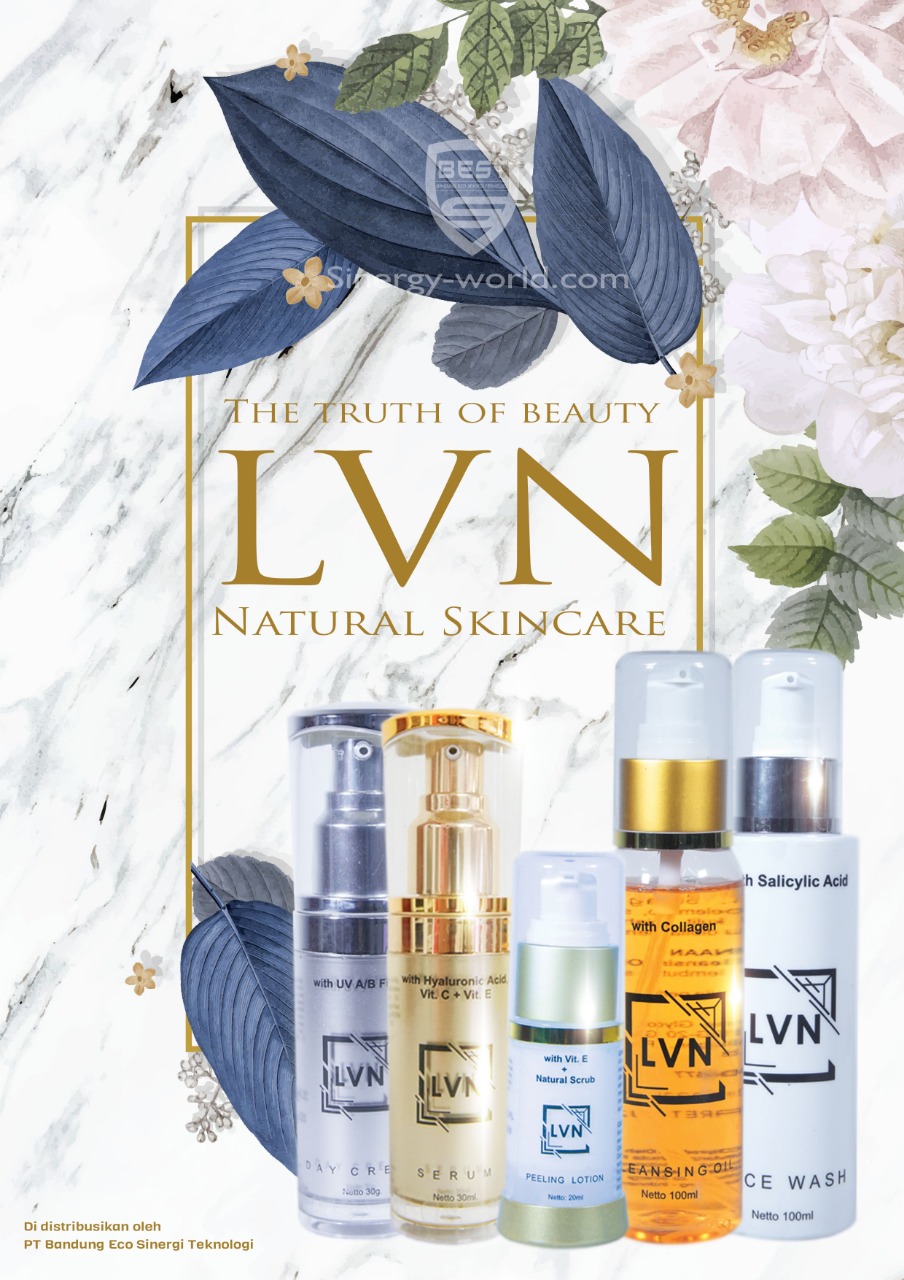 BEST
Sinergy-world.com
THE TRUTH OF BEAUTY
LVN
NATURAL SKINCARE
with UV A/B Fi
LVN
DAY CRE
Netto 30g.
with Hyaluronic Acid,
Vit. C + Vit. E
LVN
SERUM
Netto 30ml.
with Vit. E
+
Natural Scrub
LVN
PEELING LOTION
Netto: 20ml
with Collagen
LVN
EANSING OIL
Netto 100ml
th Salicylic Acid
LVN
CE WASH
Netto 100ml
Di distribusikan oleh
PT Bandung Eco Sinergi Teknologi